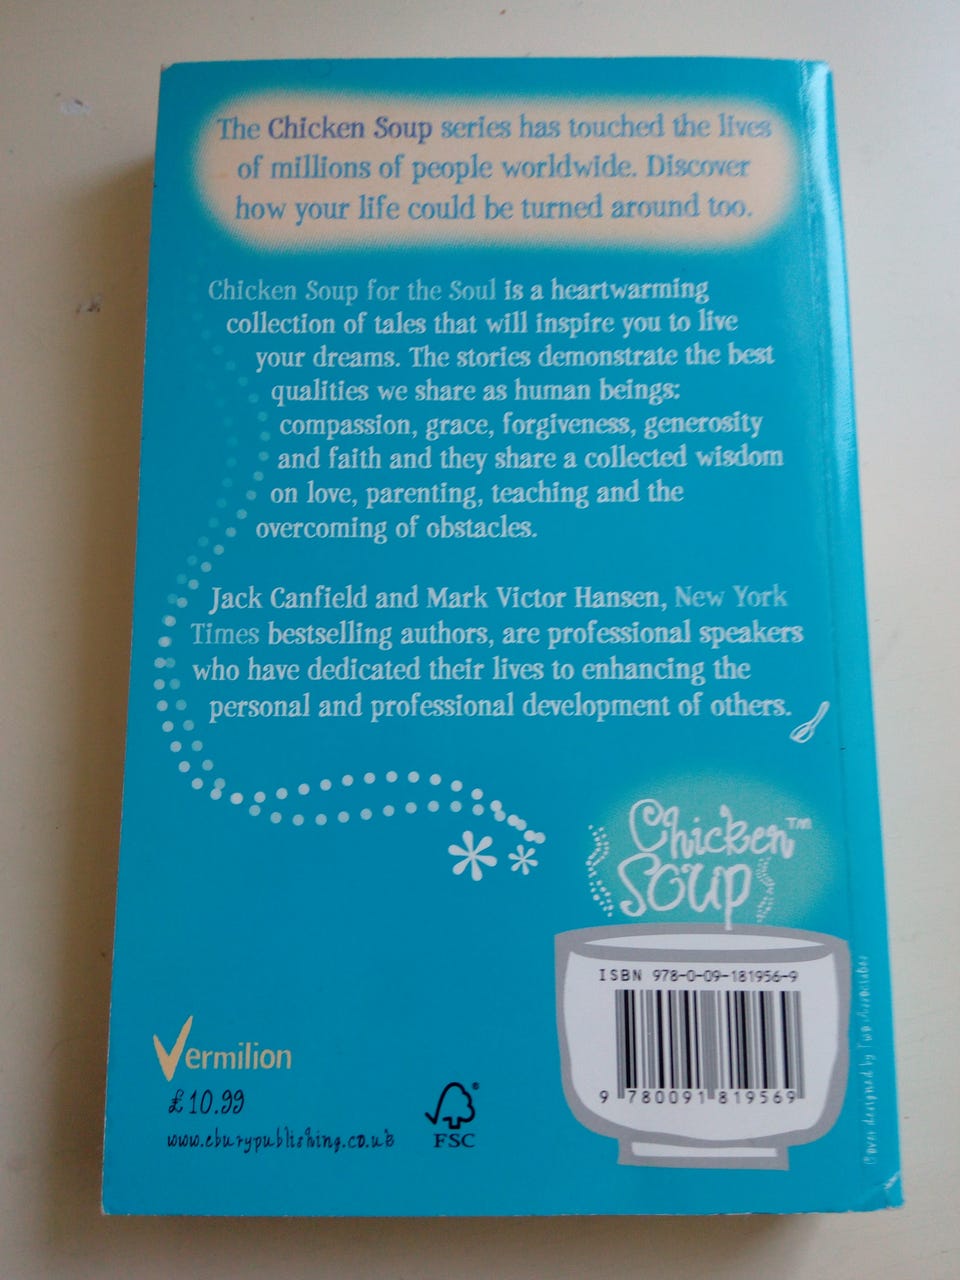 The Chicken Soup series has touched the lives
of millions of people worldwide. Discover
how your life could be turned around too.
Chicken Soup for the Soul is a heartwarming
collection of tales that will inspire you to live
your dreams. The stories demonstrate the best
qualities we share as human beings:
compassion, grace, forgiveness, generosity
and faith and they share a collected wisdom
on love, parenting, teaching and the
overcoming of obstacles.
Jack Canfield and Mark Victor Hansen, New York
Times bestselling authors, are professional speakers
who have dedicated their lives to enhancing the
personal and professional development of others.
Chicken™
Soup
ISBN 978-0-09-181956-9
9 780091 819569
Vermilion
£10.99
www.eburypublishing.co.uk
®
FSC
Cover designed by Two Associates